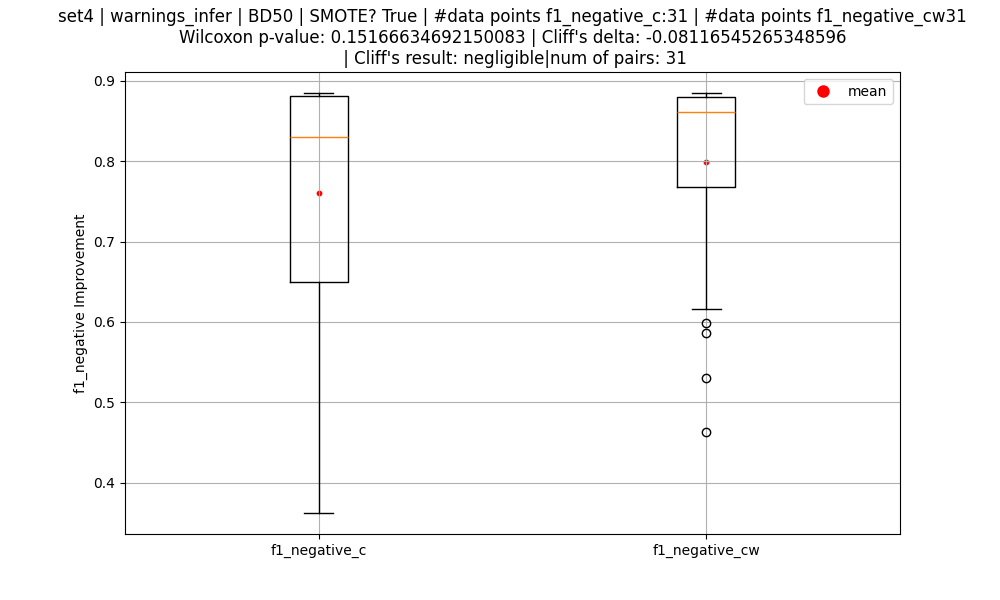 set4 | warnings_infer | BD50 | SMOTE? True | #data points f1_negative_c:31 | #data points f1_negative_cw31
Wilcoxon p-value: 0.15166634692150083 | Cliff's delta: -0.08116545265348596
| Cliff's result: negligible|num of pairs: 31
mean
0.9
0.8
0.7
0.6
0.5
0.4
f1_negative Improvement
f1_negative_c
f1_negative_cw